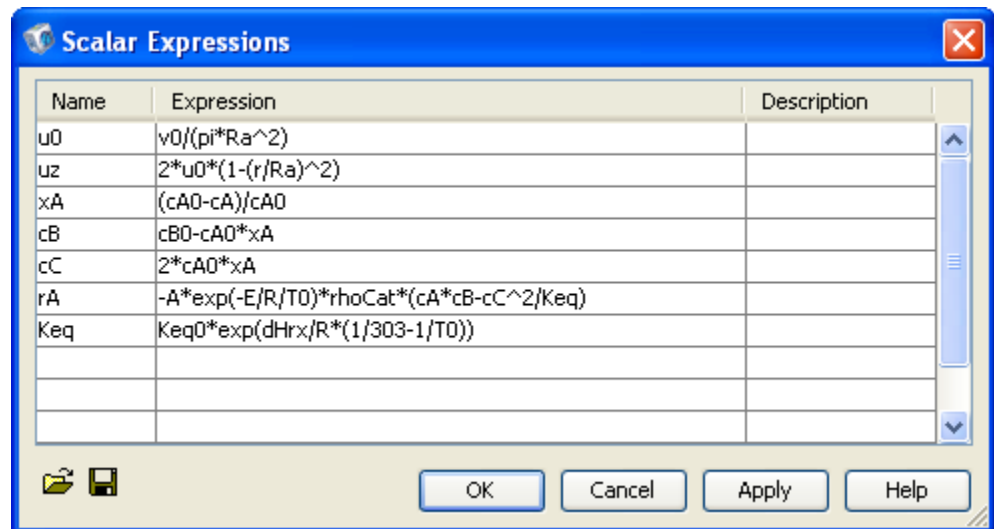 Scalar Expressions
Name Expression Description
u0 v0/(pi*Ra^2)
uz 2*u0*(1-(r/Ra)^2)
xA (cA0-cA)/cA0
cB cB0-cA0*xA
cC 2*cA0*xA
rA -A*exp(-E/R/T0)*rhoCat*(cA*cB-cC^2/Keq)
Keq Keq0*exp(dHrx/R*(1/303-1/T0))
OK Cancel Apply Help